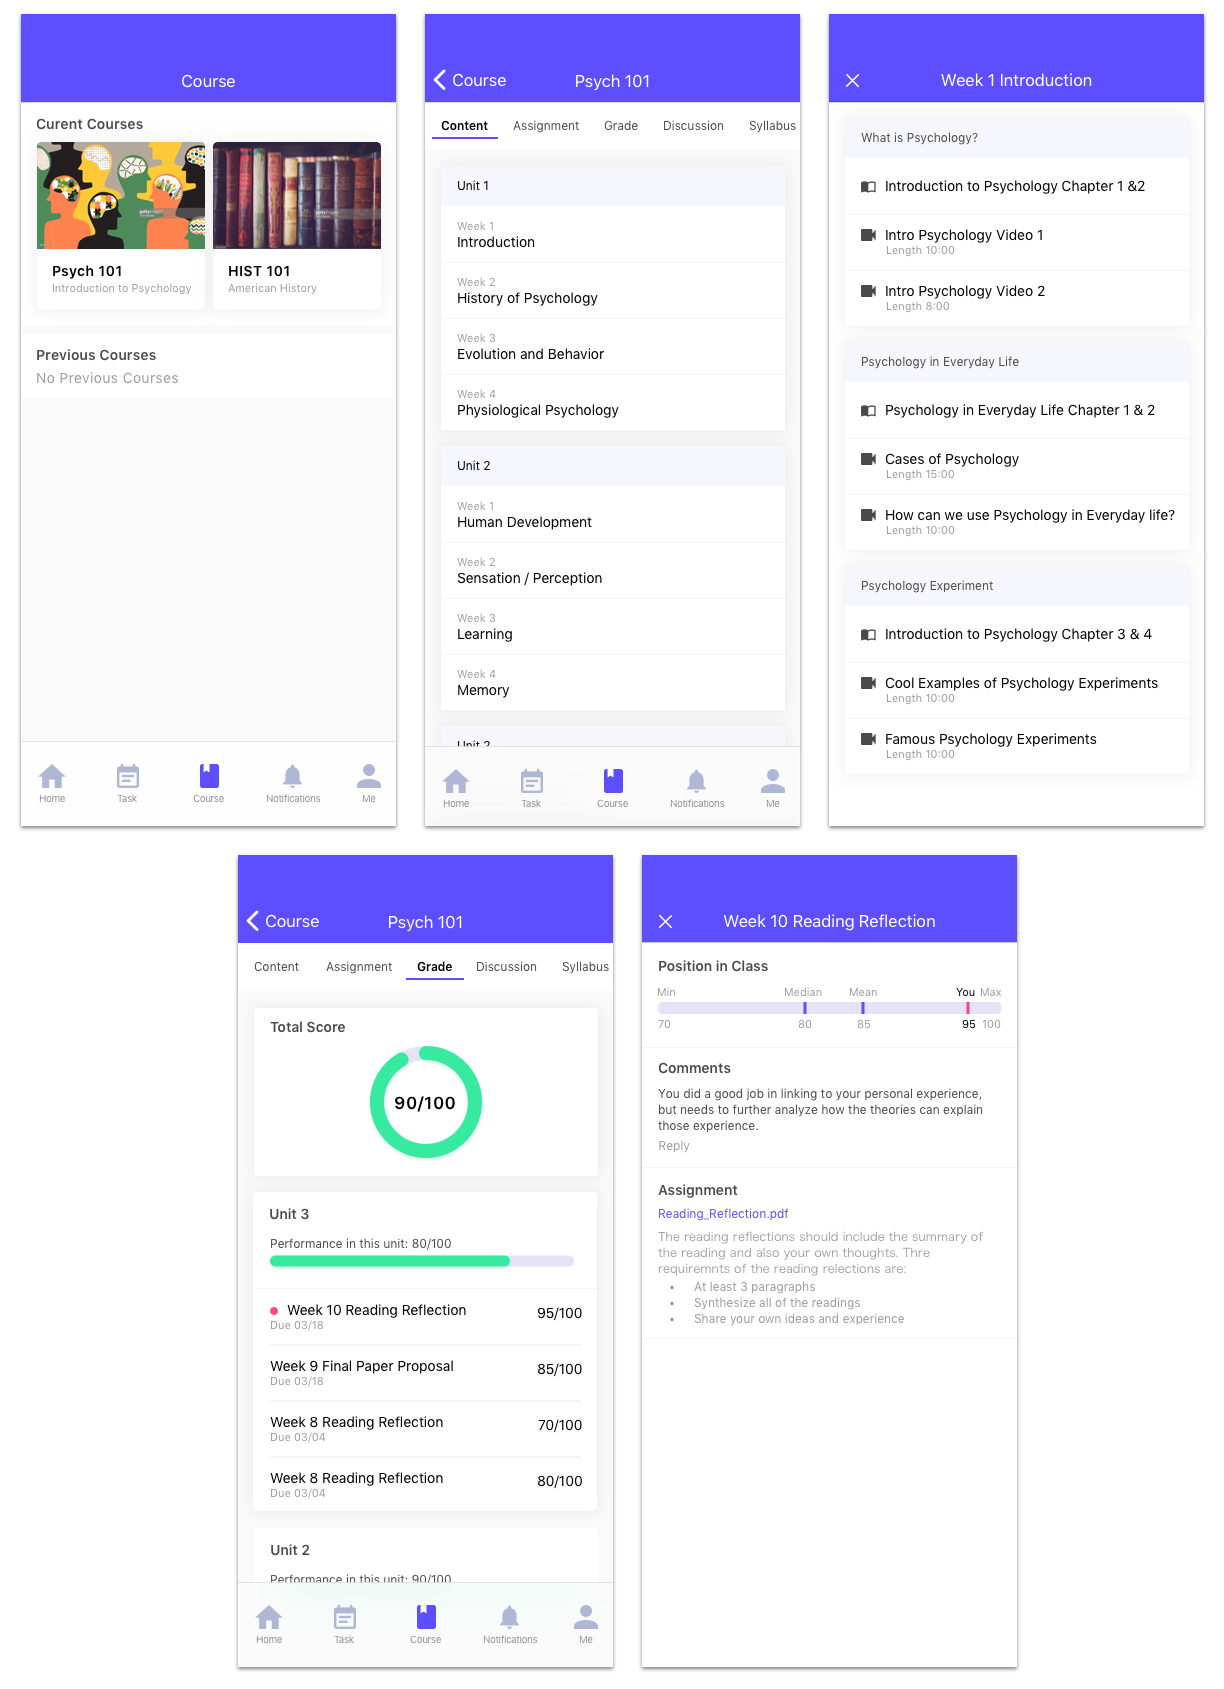 Course
Curent Courses
Psych 101
Introduction to Psychology
HIST 101
American History
Previous Courses
No Previous Courses
Home
Task
Course
Notifications
Me
Course
Psych 101
Content
Assignment
Grade
Discussion
Syllabus
Unit 1
Week 1
Introduction
Week 2
History of Psychology
Week 3
Evolution and Behavior
Week 4
Physiological Psychology
Unit 2
Week 1
Human Development
Week 2
Sensation / Perception
Week 3
Learning
Week 4
Memory
Unit 2
Home
Task
Course
Notifications
Me
Week 1 Introduction
What is Psychology?
Introduction to Psychology Chapter 1 &2
Intro Psychology Video 1
Length 10:00
Intro Psychology Video 2
Length 8:00
Psychology in Everyday Life
Psychology in Everyday Life Chapter 1 & 2
Cases of Psychology
Length 15:00
How can we use Psychology in Everyday life?
Length 10:00
Psychology Experiment
Introduction to Psychology Chapter 3 & 4
Cool Examples of Psychology Experiments
Length 10:00
Famous Psychology Experiments
Length 10:00
Course
Psych 101
Content
Assignment
Grade
Discussion
Syllabus
Total Score
90/100
Unit 3
Performance in this unit: 80/100
Week 10 Reading Reflection
95/100
Due 03/18
Week 9 Final Paper Proposal
85/100
Due 03/18
Week 8 Reading Reflection
70/100
Due 03/04
Week 8 Reading Reflection
80/100
Due 03/04
Unit 2
Performance in this unit: 90/100
Home
Task
Course
Notifications
Me
Week 10 Reading Reflection
Position in Class
Min
Median
Mean
You
Max
70
80
85
95
100
Comments
You did a good job in linking to your personal experience,
but needs to further analyze how the theories can explain
those experience.
Reply
Assignment
Reading_Reflection.pdf
The reading reflections should include the summary of
the reading and also your own thoughts. Thre
requiremnts of the reading relections are:
• At least 3 paragraphs
• Synthesize all of the readings
• Share your own ideas and experience